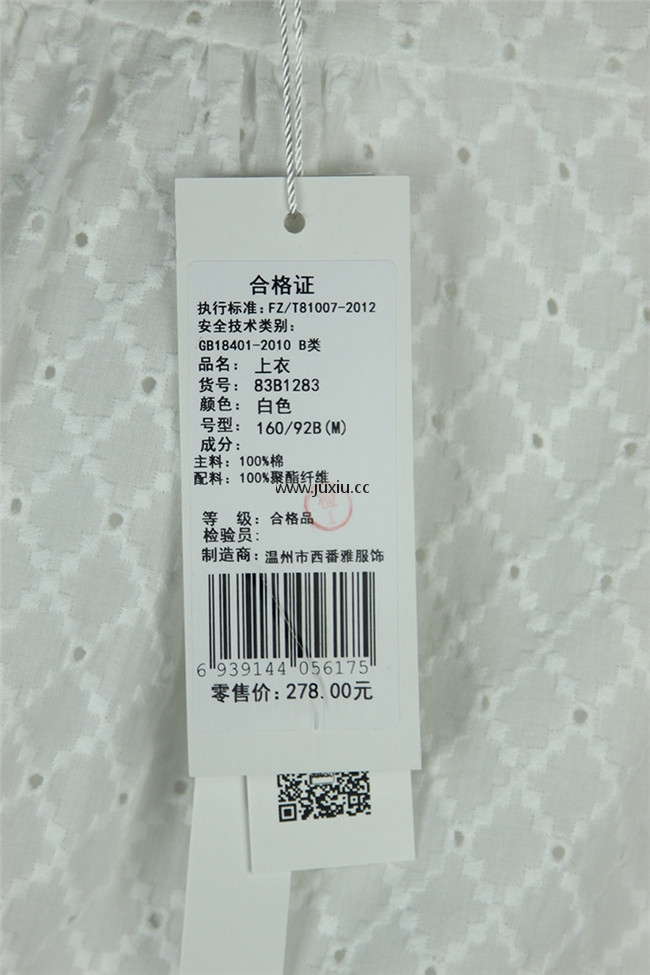 合格证
执行标准：FZ/T81007-2012
安全技术类别：
GB18401-2010 B类
品名： 上衣
货号： 83B1283
颜色： 白色
号型： 160/92B(M)
成分：
主料：100%棉
配料：100%聚酯纤维
www.juxiu.cc
等 级：合格品
检验员：
制造商：温州市西番雅服饰
6 939144 056175
零售价：278.00元